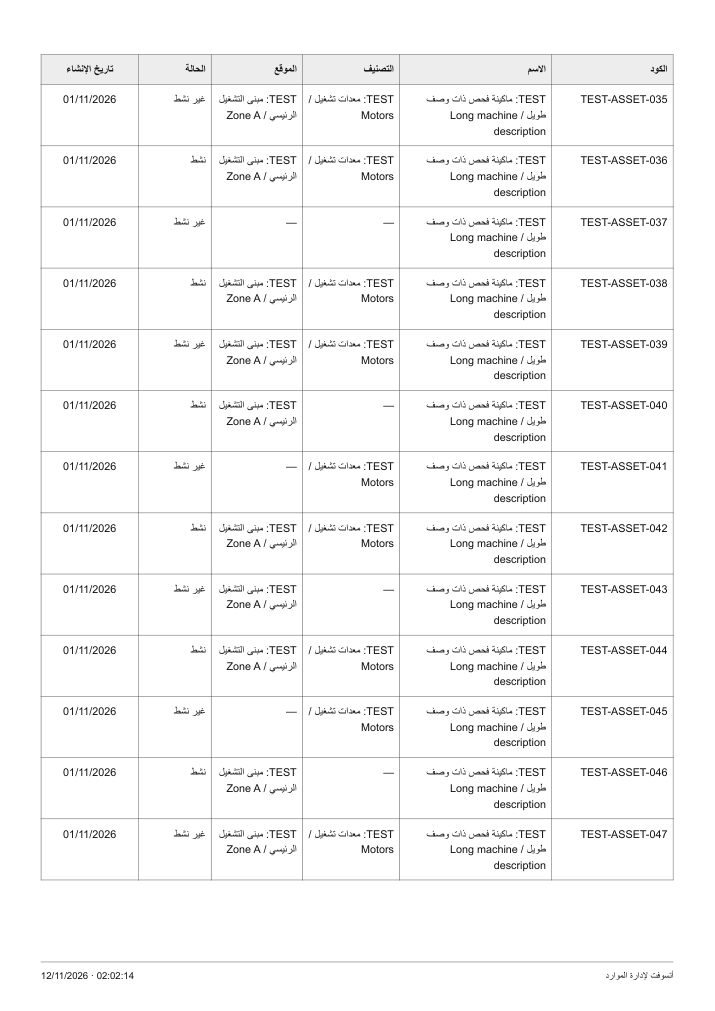 الكود الاسم التصنيف الموقع الحالة تاريخ الإنشاء
TEST-ASSET-035 TEST: ماكينة فحص ذات وصف TEST: معدات تشغيل / TEST: مبنى التشغيل غير نشط 01/11/2026
طويل / Long machine Motors الرئيسي / Zone A
description
TEST-ASSET-036 TEST: ماكينة فحص ذات وصف TEST: معدات تشغيل / TEST: مبنى التشغيل نشط 01/11/2026
طويل / Long machine Motors الرئيسي / Zone A
description
TEST-ASSET-037 TEST: ماكينة فحص ذات وصف — — غير نشط 01/11/2026
طويل / Long machine
description
TEST-ASSET-038 TEST: ماكينة فحص ذات وصف TEST: معدات تشغيل / TEST: مبنى التشغيل نشط 01/11/2026
طويل / Long machine Motors الرئيسي / Zone A
description
TEST-ASSET-039 TEST: ماكينة فحص ذات وصف TEST: معدات تشغيل / TEST: مبنى التشغيل غير نشط 01/11/2026
طويل / Long machine Motors الرئيسي / Zone A
description
TEST-ASSET-040 TEST: ماكينة فحص ذات وصف — TEST: مبنى التشغيل نشط 01/11/2026
طويل / Long machine الرئيسي / Zone A
description
TEST-ASSET-041 TEST: ماكينة فحص ذات وصف TEST: معدات تشغيل / — غير نشط 01/11/2026
طويل / Long machine Motors
description
TEST-ASSET-042 TEST: ماكينة فحص ذات وصف TEST: معدات تشغيل / TEST: مبنى التشغيل نشط 01/11/2026
طويل / Long machine Motors الرئيسي / Zone A
description
TEST-ASSET-043 TEST: ماكينة فحص ذات وصف — TEST: مبنى التشغيل غير نشط 01/11/2026
طويل / Long machine الرئيسي / Zone A
description
TEST-ASSET-044 TEST: ماكينة فحص ذات وصف TEST: معدات تشغيل / TEST: مبنى التشغيل نشط 01/11/2026
طويل / Long machine Motors الرئيسي / Zone A
description
TEST-ASSET-045 TEST: ماكينة فحص ذات وصف TEST: معدات تشغيل / — غير نشط 01/11/2026
طويل / Long machine Motors
description
TEST-ASSET-046 TEST: ماكينة فحص ذات وصف — TEST: مبنى التشغيل نشط 01/11/2026
طويل / Long machine الرئيسي / Zone A
description
TEST-ASSET-047 TEST: ماكينة فحص ذات وصف TEST: معدات تشغيل / TEST: مبنى التشغيل غير نشط 01/11/2026
طويل / Long machine Motors الرئيسي / Zone A
description
أتسوفت لإدارة الموارد 12/11/2026 · 02:02:14